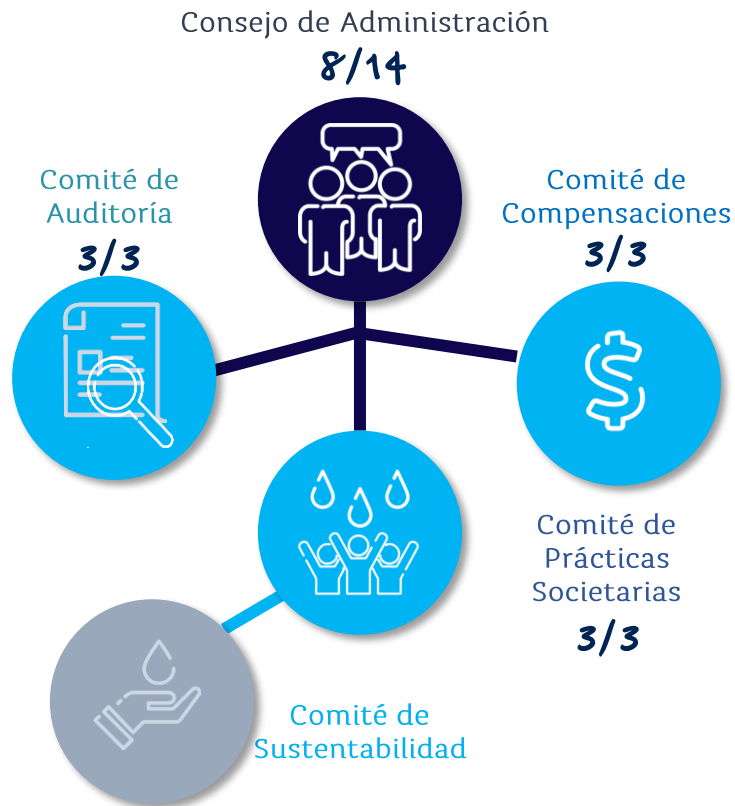 Consejo de Administración
8/14
Comité de
Auditoría
3/3
Comité de
Compensaciones
3/3
Comité de
Prácticas
Societarias
3/3
Comité de
Sustentabilidad